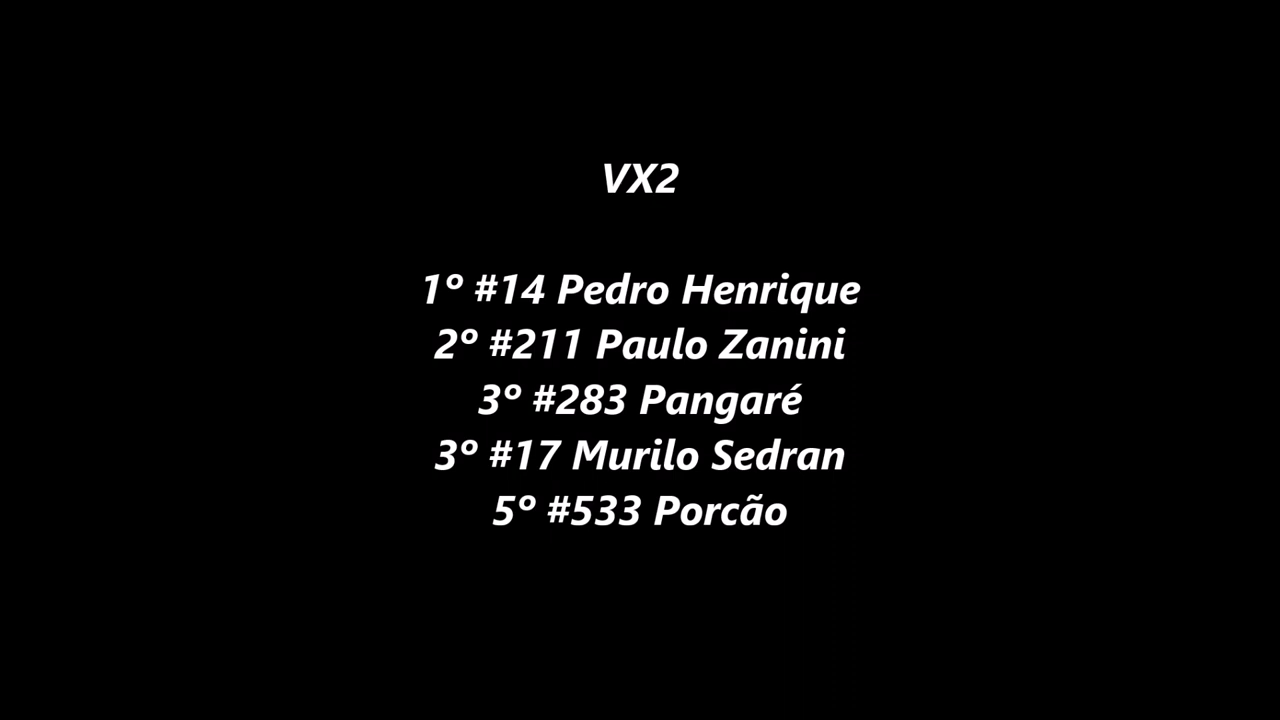 VX2
1º #14 Pedro Henrique
2º #211 Paulo Zanini
3º #283 Pangaré
3º #17 Murilo Sedran
5º #533 Porcão